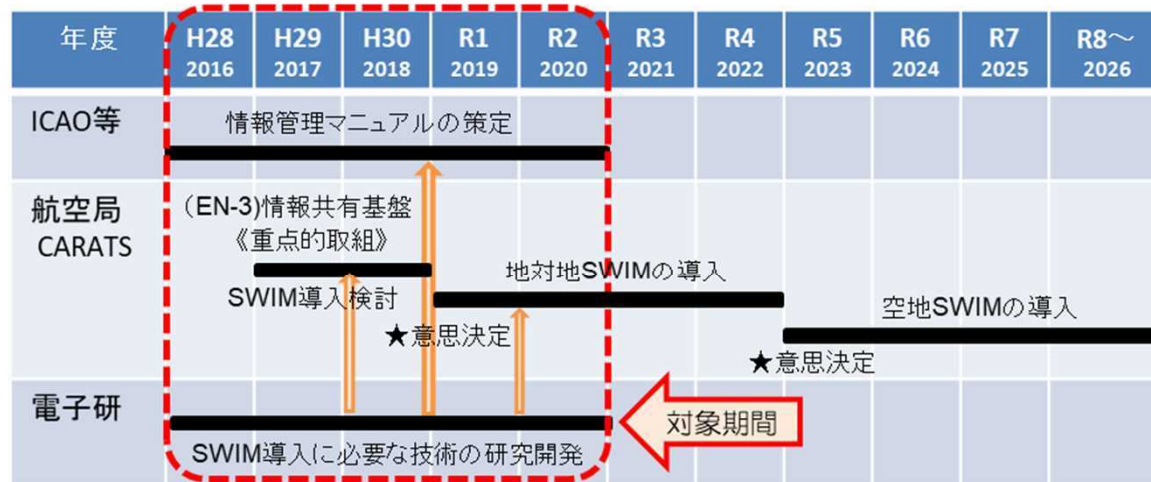 年度 H28 H29 H30 R1 R2 R3 R4 R5 R6 R7 R8～
2016 2017 2018 2019 2020 2021 2022 2023 2024 2025 2026
ICAO等
情報管理マニュアルの策定
航空局
CARATS
（EN-3)情報共有基盤
《重点的取組》
SWIM導入検討
地対地SWIMの導入
★意思決定
空地SWIMの導入
★意思決定
電子研
対象期間
SWIM導入に必要な技術の研究開発